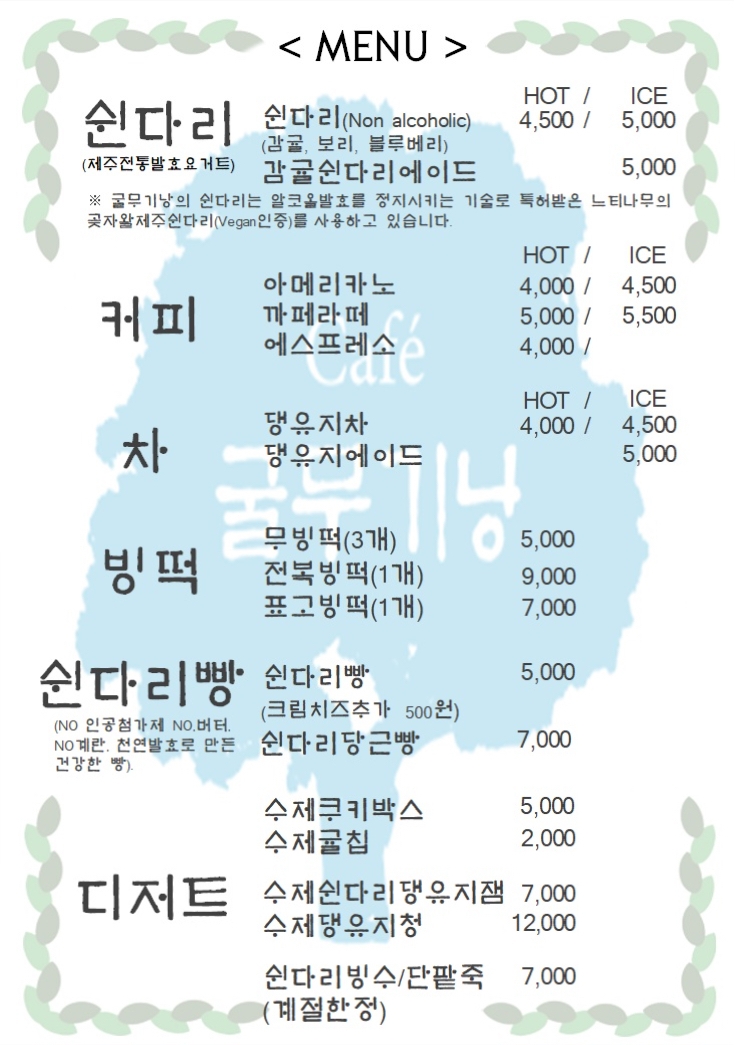 < MENU >
HOT / ICE
쉰다리
(제주전통발효요거트)
쉰다리(Non alcoholic) 4,500 / 5,000
(감귤, 보리, 블루베리)
감귤쉰다리에이드 5,000
※ 굴무기낭의 쉰다리는 알코올발효를 정지시키는 기술로 특허받은 느티나무의
곶자왈제주쉰다리(Vegan인증)를 사용하고 있습니다.
HOT / ICE
커피
아메리카노 4,000 / 4,500
까페라떼 5,000 / 5,500
에스프레소 4,000 /
Café
굴무기낭
HOT / ICE
차
댕유지차 4,000 / 4,500
댕유지에이드 5,000
빙떡
무빙떡(3개) 5,000
전복빙떡(1개) 9,000
표고빙떡(1개) 7,000
쉰다리빵
(NO 인공첨가제 NO.버터.
NO계란. 천연발효로 만든
건강한 빵).
쉰다리빵 5,000
(크림치즈추가 500원)
쉰다리당근빵 7,000
디저트
수제쿠키박스 5,000
수제귤칩 2,000
수제쉰다리댕유지잼 7,000
수제댕유지청 12,000
쉰다리빙수/단팥죽 7,000
(계절한정)